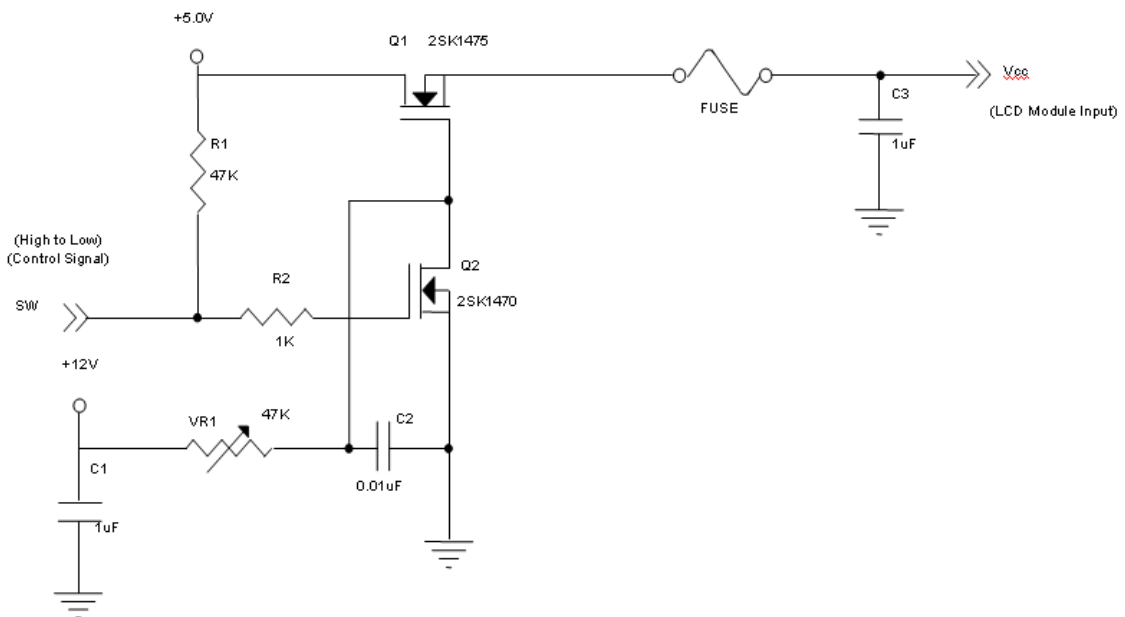 +5.0V
Q1 2SK1475
FUSE
C3
1uF
Vcc
(LCD Module Input)
R1
47K
(High to Low)
(Control Signal)
SW
R2
1K
Q2
2SK1470
+12V
VR1
47K
C2
0.01uF
C1
1uF